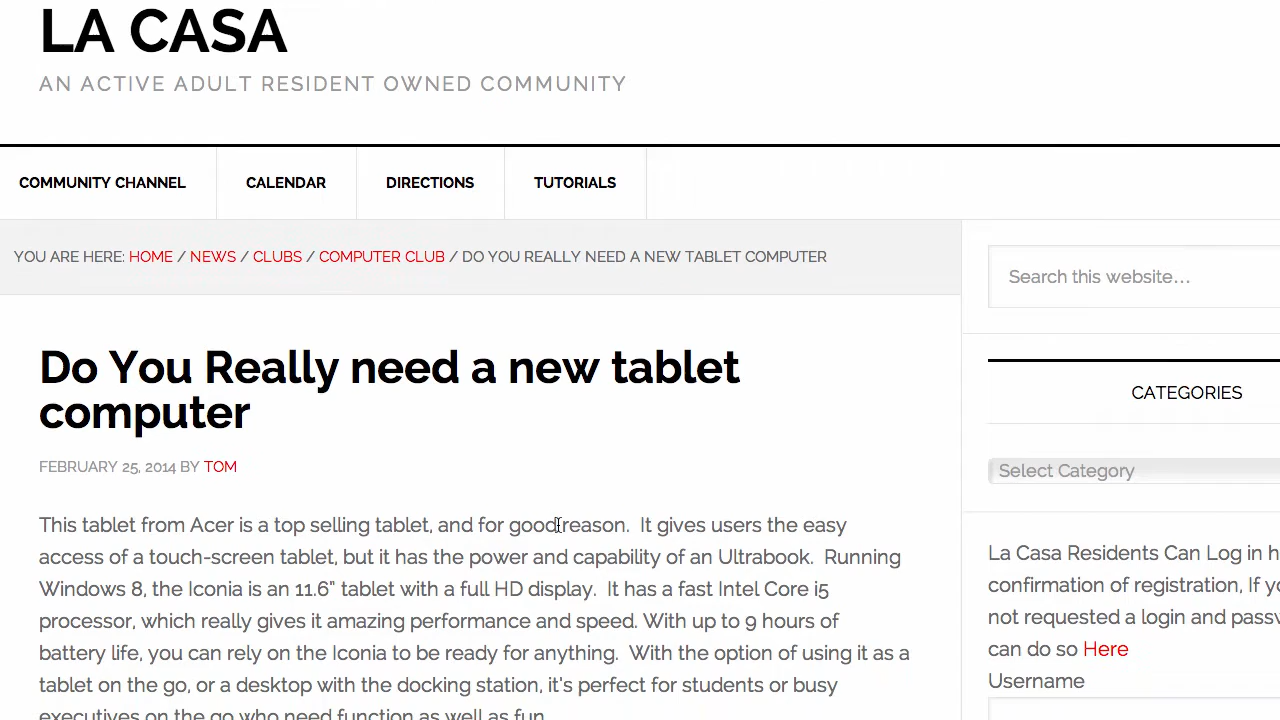 LA CASA
AN ACTIVE ADULT RESIDENT OWNED COMMUNITY
COMMUNITY CHANNEL
CALENDAR
DIRECTIONS
TUTORIALS
YOU ARE HERE: HOME / NEWS / CLUBS / COMPUTER CLUB / DO YOU REALLY NEED A NEW TABLET COMPUTER
Do You Really need a new tablet
computer
FEBRUARY 25, 2014 BY TOM
This tablet from Acer is a top selling tablet, and for good reason.  It gives users the easy
access of a touch-screen tablet, but it has the power and capability of an Ultrabook.  Running
Windows 8, the Iconia is an 11.6" tablet with a full HD display.  It has a fast Intel Core i5
processor, which really gives it amazing performance and speed. With up to 9 hours of
battery life, you can rely on the Iconia to be ready for anything.  With the option of using it as a
tablet on the go, or a desktop with the docking station, it's perfect for students or busy
executives on the go who need function as well as fun.
Search this website...
CATEGORIES
Select Category
La Casa Residents Can Log in
confirmation of registration, If
not requested a login and
can do so Here
Username